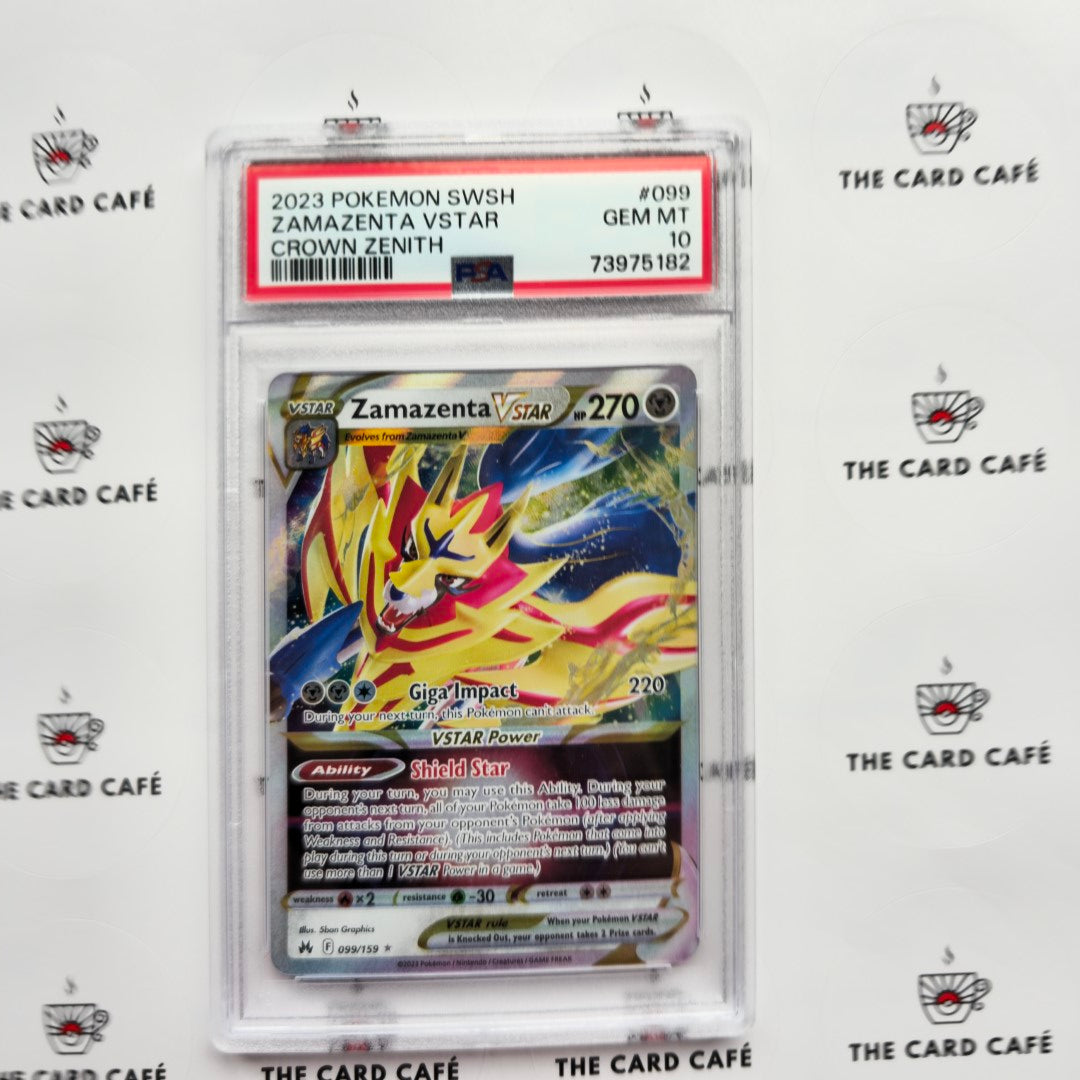 2023 POKEMON SWSH #099
ZAMAZENTA VSTAR GEM MT
CROWN ZENITH 10
PSA 73975182
VSTAR Zamazenta VSTAR HP 270
Evolves from Zamazenta V
Giga Impact 220
During your next turn, this Pokémon can't attack.
VSTAR Power
Ability Shield Star
During your turn, you may use this Ability. During your
opponent's next turn, all of your Pokémon take 100 less damage
from attacks from your opponent's Pokémon (after applying
Weakness and Resistance). (This includes Pokémon that come into
play during this turn or during your opponent's next turn.) (You can't
use more than 1 VSTAR Power in a game.)
weakness ×2 resistance -30 retreat
Illus. 5ban Graphics
VSTAR rule When your Pokémon VSTAR
is Knocked Out, your opponent takes 2 Prize cards.
F 099/159
©2023 Pokémon / Nintendo / Creatures / GAME FREAK
THE CARD CAFÉ
THE CARD CAFÉ
THE CARD CAFÉ
THE CARD CAFÉ
THE CARD CAFÉ
THE CARD CAFÉ
THE CARD CAFÉ
THE CARD CAFÉ
THE CARD CAFÉ
THE CARD CAFÉ